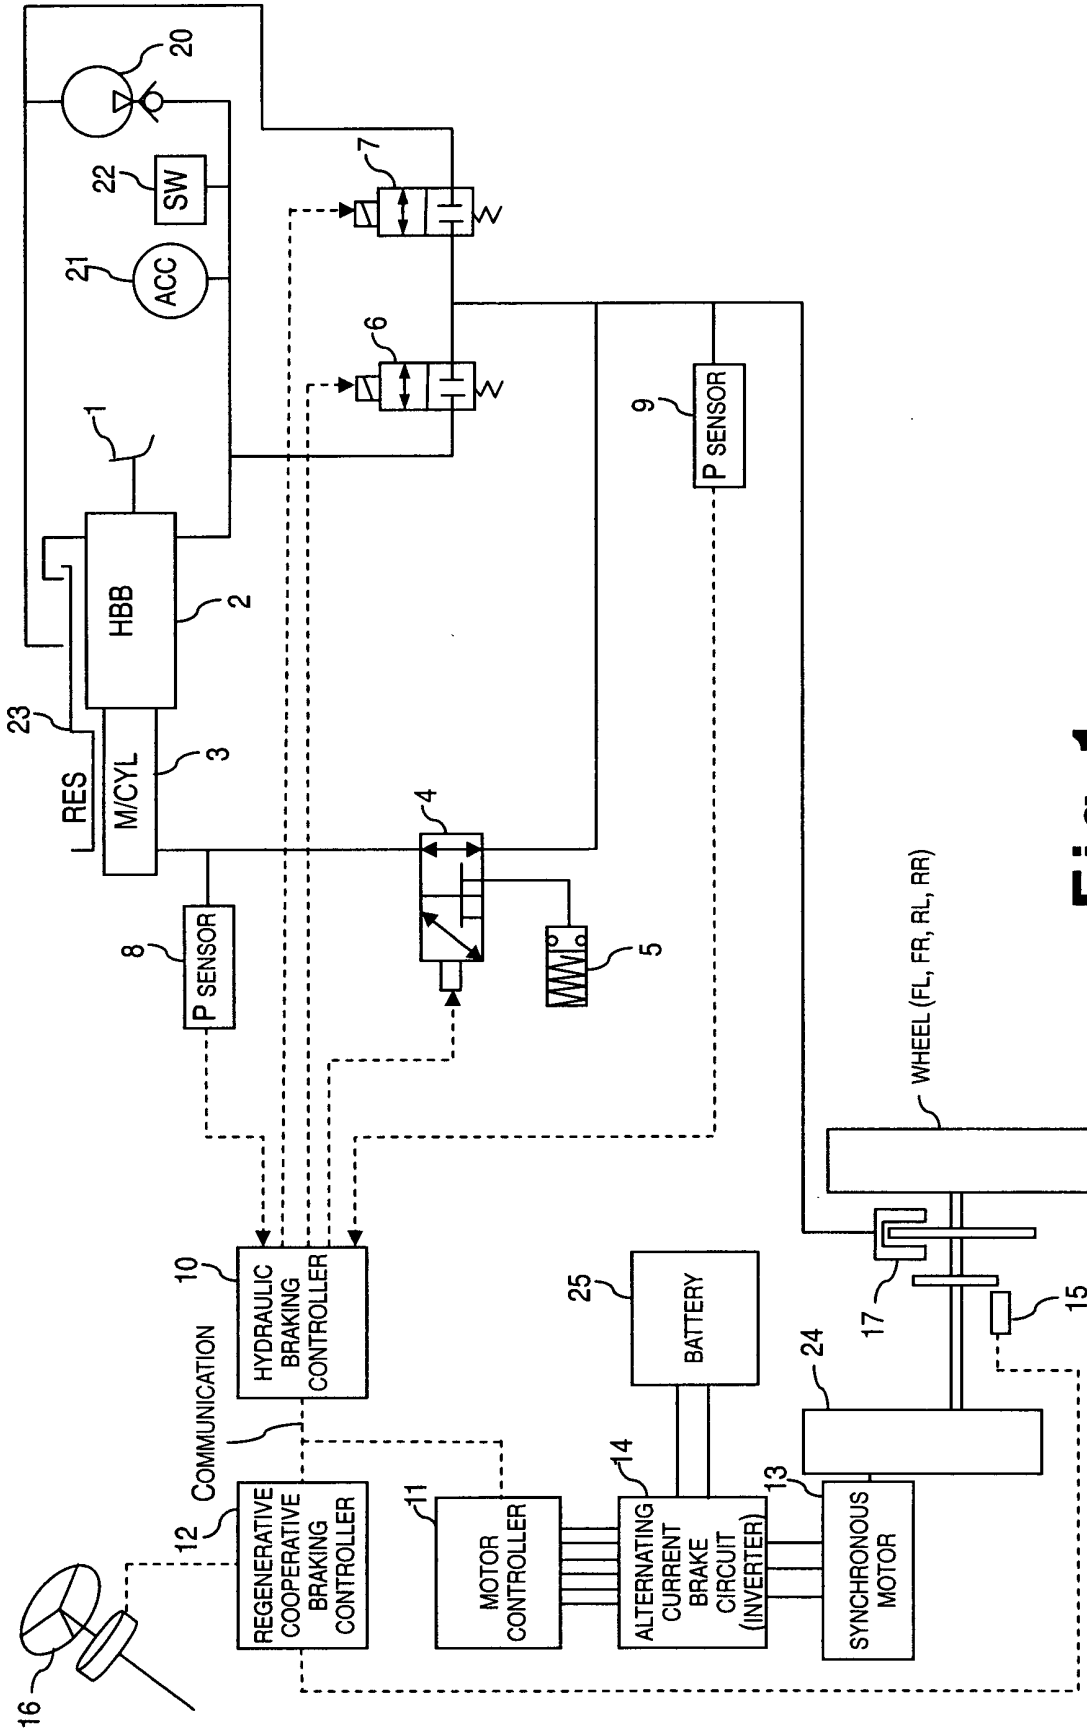 16
12
REGENERATIVE
COOPERATIVE
BRAKING
CONTROLLER
COMMUNICATION
10
HYDRAULIC
BRAKING
CONTROLLER
11
MOTOR
CONTROLLER
14
ALTERNATING
CURRENT
BRAKE
CIRCUIT
(INVERTER)
13
SYNCHRONOUS
MOTOR
25
BATTERY
24
17
15
WHEEL (FL, FR, RL, RR)
8
P SENSOR
RES
23
M/CYL
3
HBB
2
1
4
5
6
7
9
P SENSOR
21
ACC
22
SW
20